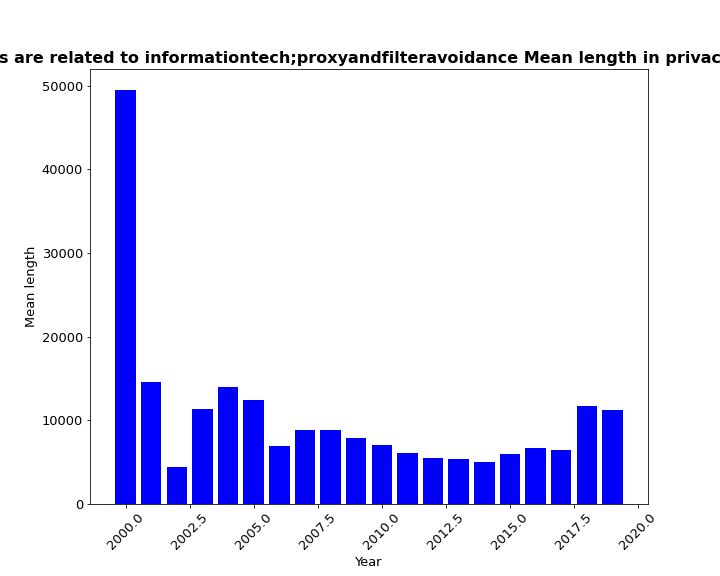 s are related to informationtech;proxyandfilteravoidance Mean length in privac
50000
40000
30000
20000
10000
0
Mean length
2000.0 2002.5 2005.0 2007.5 2010.0 2012.5 2015.0 2017.5 2020.0
Year